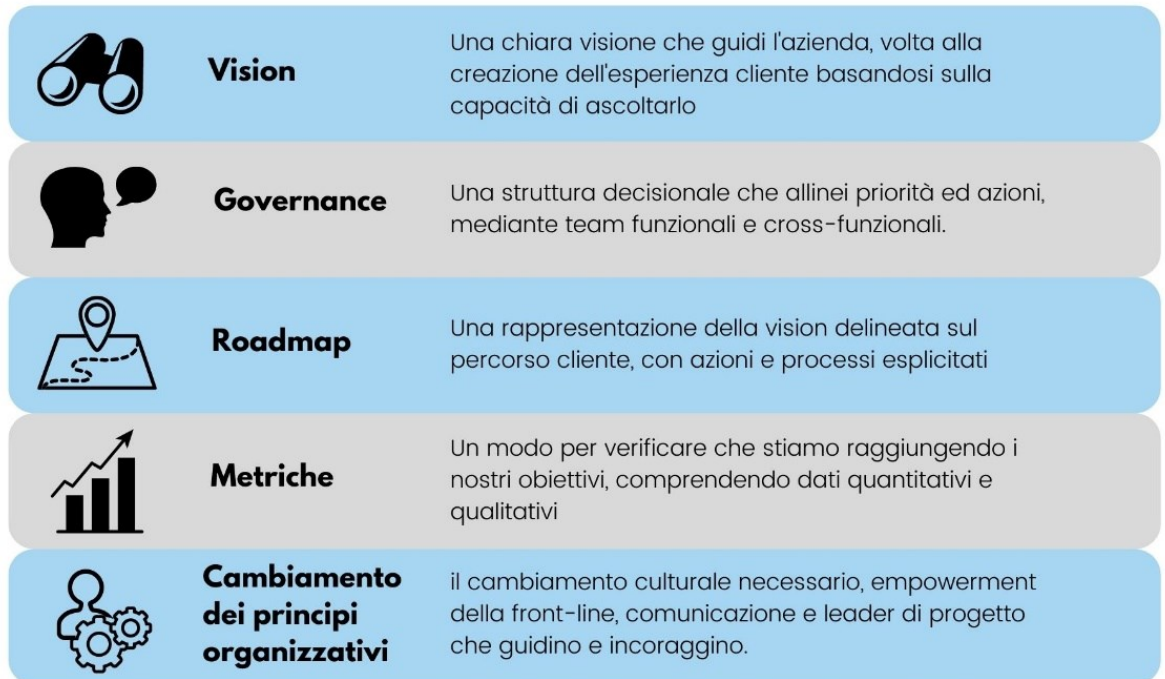 Vision
Una chiara visione che guidi l'azienda, volta alla
creazione dell'esperienza cliente basandosi sulla
capacità di ascoltarlo
Governance
Una struttura decisionale che allinei priorità ed azioni,
mediante team funzionali e cross-funzionali.
Roadmap
Una rappresentazione della vision delineata sul
percorso cliente, con azioni e processi esplicitati
Metriche
Un modo per verificare che stiamo raggiungendo i
nostri obiettivi, comprendendo dati quantitativi e
qualitativi
Cambiamento
dei principi
organizzativi
il cambiamento culturale necessario, empowerment
della front-line, comunicazione e leader di progetto
che guidino e incoraggino.